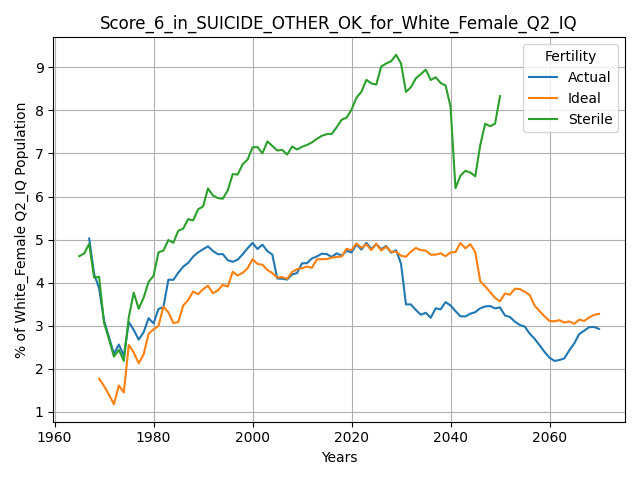 Score_6_in_SUICIDE_OTHER_OK_for_White_Female_Q2_IQ
Fertility
Actual
Ideal
Sterile
% of White_Female Q2_IQ Population
9
8
7
6
5
4
3
2
1
1960
1980
2000
2020
2040
2060
Years